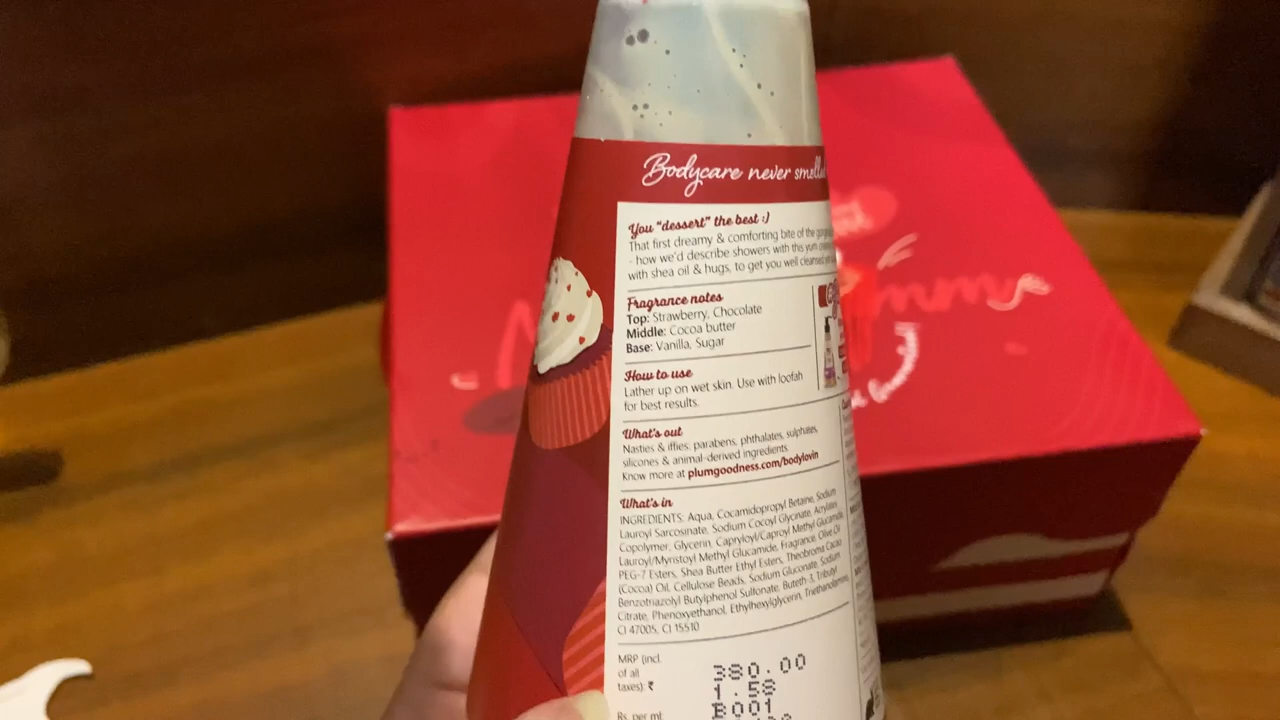 Bodycare never smelled
You "dessert" the best :)
That first dreamy & comforting bite of the
- how we'd describe showers with this yum
with shea oil & hugs, to get you well cleansed
Fragrance notes
Top: Strawberry, Chocolate
Middle: Cocoa butter
Base: Vanilla, Sugar
How to use
Lather up on wet skin. Use with loofah
for best results.
What's out
Nasties & iffies: parabens, phthalates, sulphates,
silicones & animal-derived ingredients
Know more at plumgoodness.com/bodylovin
What's in
INGREDIENTS: Aqua, Cocamidopropyl Betaine, Sodium
Lauroyl Sarcosinate, Sodium Cocoyl Glycinate, Acrylates
Copolymer, Glycerin, Capryloyl/Caproyl Methyl Glucamide,
Lauroyl/Myristoyl Methyl Glucamide, Fragrance, Olive Oil
PEG-7 Esters, Shea Butter Ethyl Esters, Theobroma Cacao
(Cocoa) Oil, Cellulose Beads, Sodium Gluconate, Sodium
Benzotriazolyl Butylphenol Sulfonate, Buteth-3, Tributyl
Citrate, Phenoxyethanol, Ethylhexylglycerin, Triethanolamine,
CI 47005, CI 15510
MRP (incl.
of all
taxes): ₹
380.00
1.58
Rs. per ml:
B001